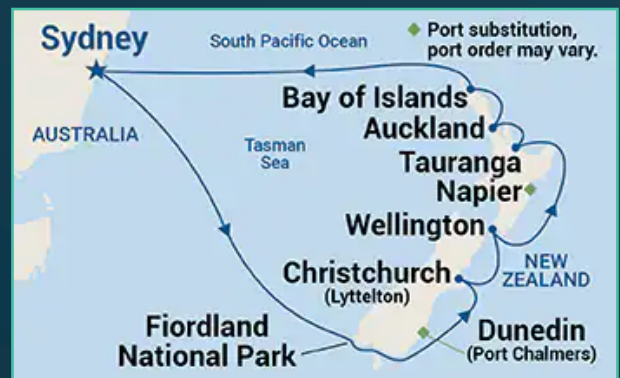 Sydney
South Pacific Ocean
Port substitution,
port order may vary.
Bay of Islands
AUSTRALIA
Auckland
Tasman
Sea
Tauranga
Napier
Wellington
NEW
ZEALAND
Christchurch
(Lyttelton)
Fiordland
National Park
Dunedin
(Port Chalmers)